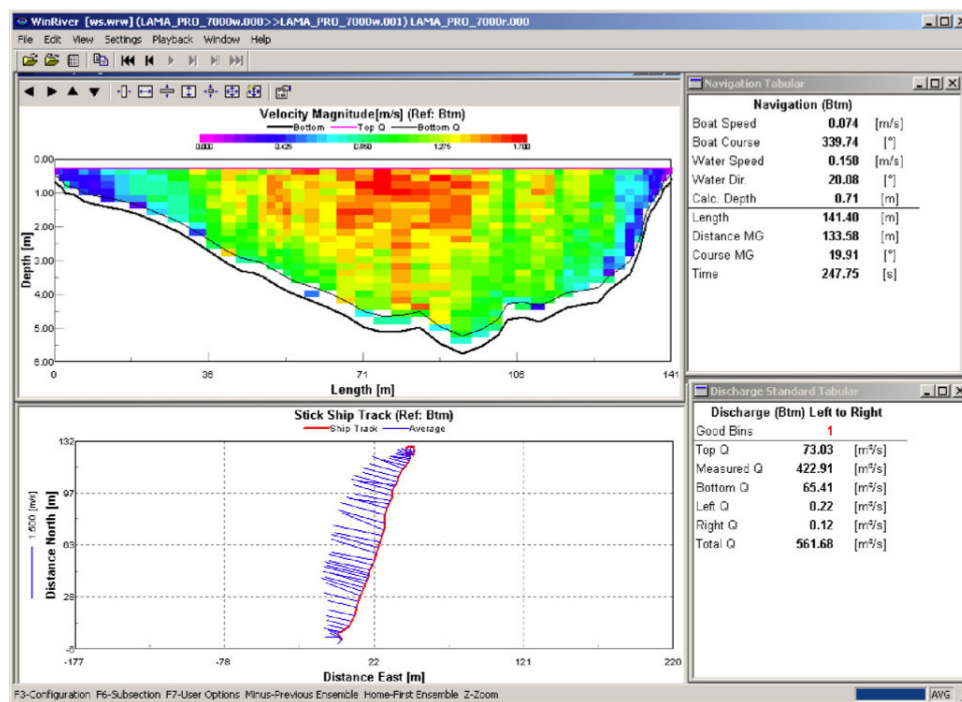 WinRiver [ws.wrw] (LAMA_PRO_7000w.000>>LAMA_PRO_7000w.001) LAMA_PRO_7000r.000
File Edit View Settings Playback Window Help
Velocity Magnitude[m/s] (Ref: Btm)
Bottom Top Q Bottom Q
0.000 0.425 0.850 1.275 1.700
0.00
1.00
2.00
3.00
4.00
5.00
6.00
Depth [m]
0 36 71 106 141
Length [m]
Navigation Tabular
Navigation (Btm)
Boat Speed 0.074 [m/s]
Boat Course 339.74 [°]
Water Speed 0.158 [m/s]
Water Dir. 20.08 [°]
Calc. Depth 0.71 [m]
Length 141.40 [m]
Distance MG 133.58 [m]
Course MG 19.91 [°]
Time 247.75 [s]
Stick Ship Track (Ref: Btm)
Ship Track Average
132
97
63
28
-6
1.500 [m/s]
Distance North [m]
-177 -78 22 121 220
Distance East [m]
Discharge Standard Tabular
Discharge (Btm) Left to Right
Good Bins 1
Top Q 73.03 [m³/s]
Measured Q 422.91 [m³/s]
Bottom Q 65.41 [m³/s]
Left Q 0.22 [m³/s]
Right Q 0.12 [m³/s]
Total Q 561.68 [m³/s]
F3-Configuration F6-Subsection F7-User Options Minus-Previous Ensemble Home-First Ensemble Z-Zoom
AVG